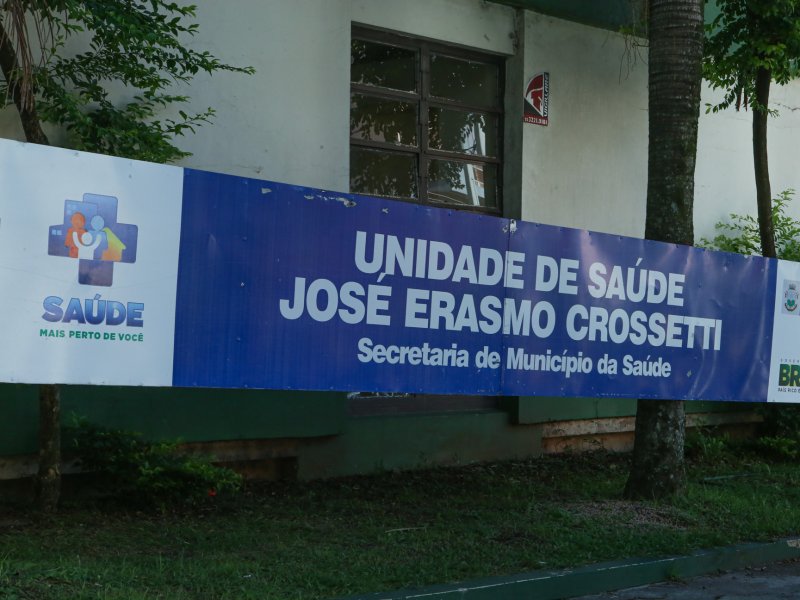 SAÚDE
MAIS PERTO DE VOCÊ
UNIDADE DE SAÚDE
JOSÉ ERASMO CROSSETTI
Secretaria de Município da Saúde